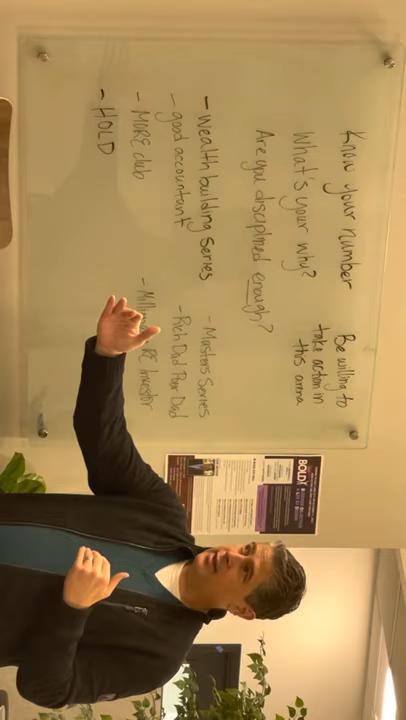 Know your number
What's your why?
Are you disciplined enough?
Be willing to
take action in
this arena
- Wealth building Series
- good accountant
- MORE club
- HOLD
- Masters Series
- Rich Dad Poor Dad
- RE Investor
BOLD